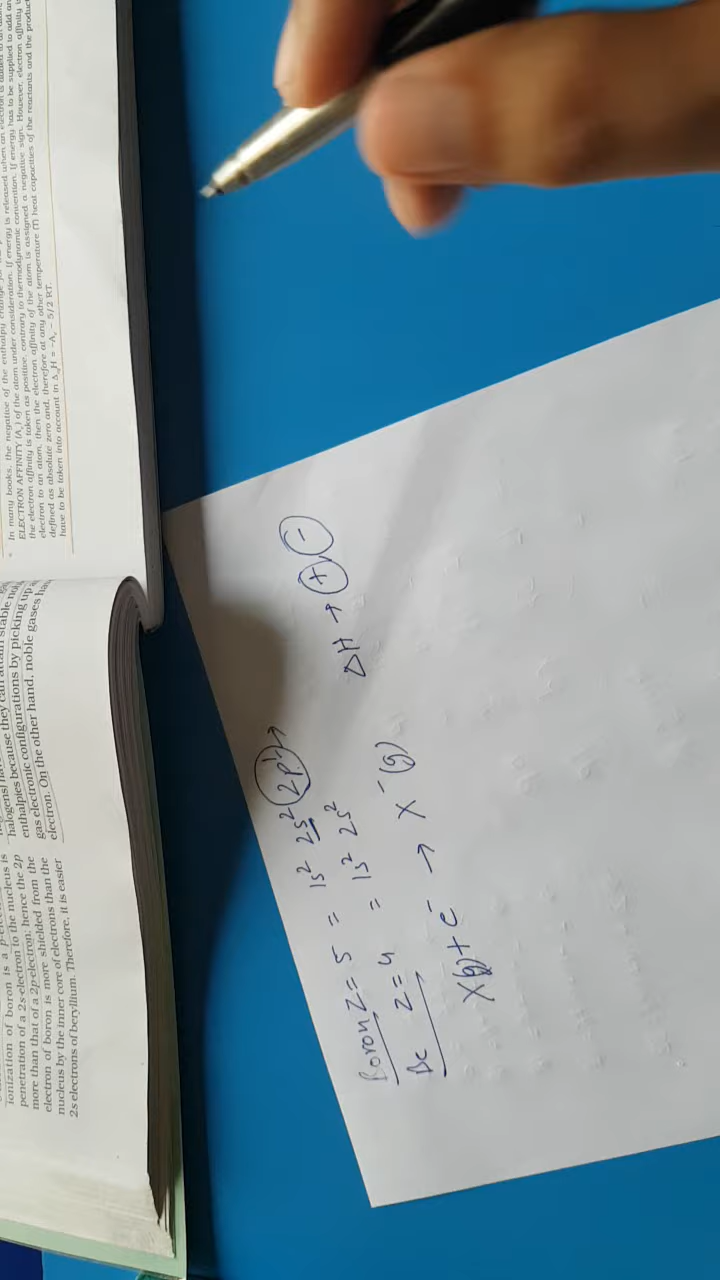 ionization of boron is a p-electron
penetration of a 2s-electron to the nucleus is
more than that of a 2p-electron; hence the 2p
electron of boron is more shielded from the
nucleus by the inner core of electrons than the
2s electrons of beryllium. Therefore, it is easier
halogens)
enthalpies because they can attain stable
gas electronic configurations by picking up
electron. On the other hand, noble gases
* In many books, the negative of the enthalpy change for
ELECTRON AFFINITY (Ae) of the atom under consideration. If energy is released when an electron is
the electron affinity is taken as positive, contrary to thermodynamic convention. If energy has to be supplied to add an
electron to an atom, then the electron affinity of the atom is assigned a negative sign. However, electron affinity
defined as absolute zero and, therefore at any other temperature (T) heat capacities of the reactants and the
have to be taken into account in ΔegH = –Ae – 5/2 RT.
Boron Z = 5 = 1s² 2s² 2p¹ →
Be Z = 4 = 1s² 2s²
ΔH → + , -
X(g) + e⁻ → X⁻(g)